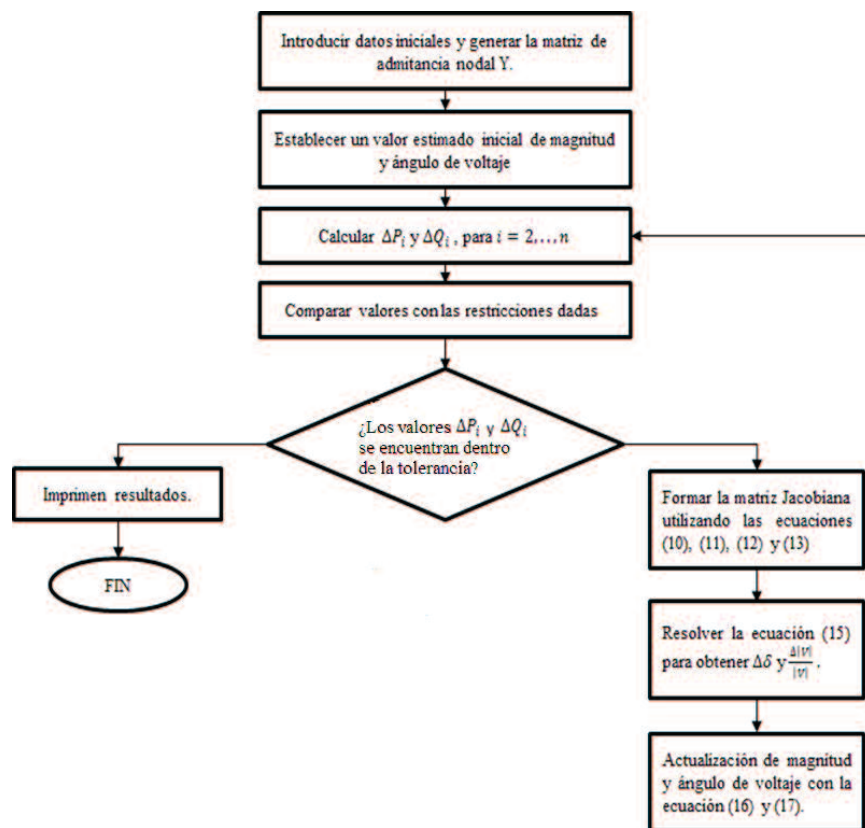 Introducir datos iniciales y generar la matriz de
admitancia nodal Y.
Establecer un valor estimado inicial de magnitud
y ángulo de voltaje
Calcular ΔP_i y ΔQ_i , para i = 2,...,n
Comparar valores con las restricciones dadas
¿Los valores ΔP_i y ΔQ_i
se encuentran dentro
de la tolerancia?
Imprimen resultados.
FIN
Formar la matriz Jacobiana
utilizando las ecuaciones
(10), (11), (12) y (13)
Resolver la ecuación (15)
para obtener Δδ y Δ|V|/|V| .
Actualización de magnitud
y ángulo de voltaje con la
ecuación (16) y (17).